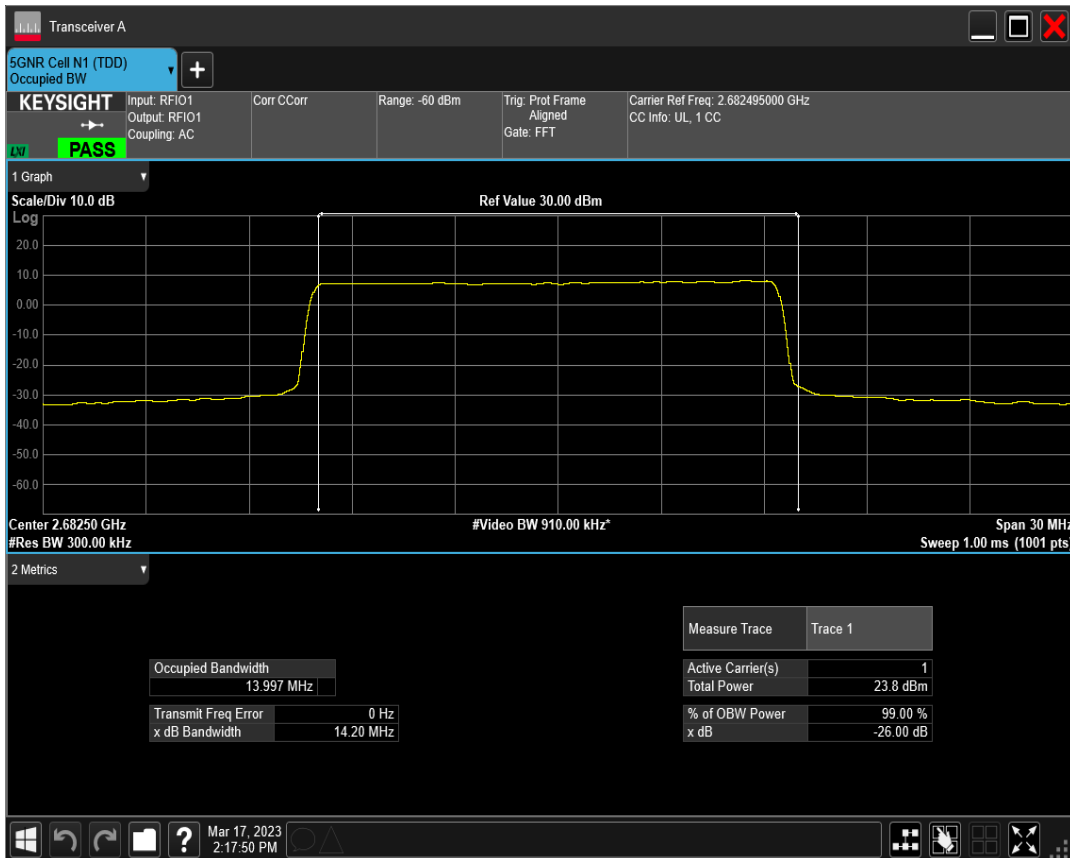 Transceiver A
5GNR Cell N1 (TDD)
Occupied BW
+
KEYSIGHT
LXI
PASS
Input: RFIO1
Output: RFIO1
Coupling: AC
Corr CCorr
Range: -60 dBm
Trig: Prot Frame
Aligned
Gate: FFT
Carrier Ref Freq: 2.682495000 GHz
CC Info: UL, 1 CC
1 Graph
Scale/Div 10.0 dB
Ref Value 30.00 dBm
Log
20.0
10.0
0.00
-10.0
-20.0
-30.0
-40.0
-50.0
-60.0
Center 2.68250 GHz
#Video BW 910.00 kHz*
Span 30 MHz
#Res BW 300.00 kHz
Sweep 1.00 ms (1001 pts)
2 Metrics
Measure Trace Trace 1
Occupied Bandwidth
13.997 MHz
Active Carrier(s) 1
Total Power 23.8 dBm
Transmit Freq Error 0 Hz
x dB Bandwidth 14.20 MHz
% of OBW Power 99.00 %
x dB -26.00 dB
?
Mar 17, 2023
2:17:50 PM